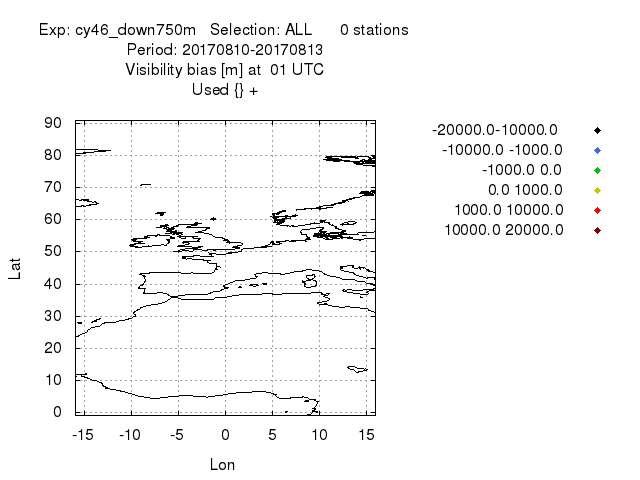 Exp: cy46_down750m   Selection: ALL      0 stations
Period: 20170810-20170813
Visibility bias [m] at  01 UTC
Used {} +
-20000.0-10000.0
-10000.0 -1000.0
-1000.0 0.0
0.0 1000.0
1000.0 10000.0
10000.0 20000.0
90
80
70
60
50
40
30
20
10
0
Lat
-15 -10 -5 0 5 10 15
Lon